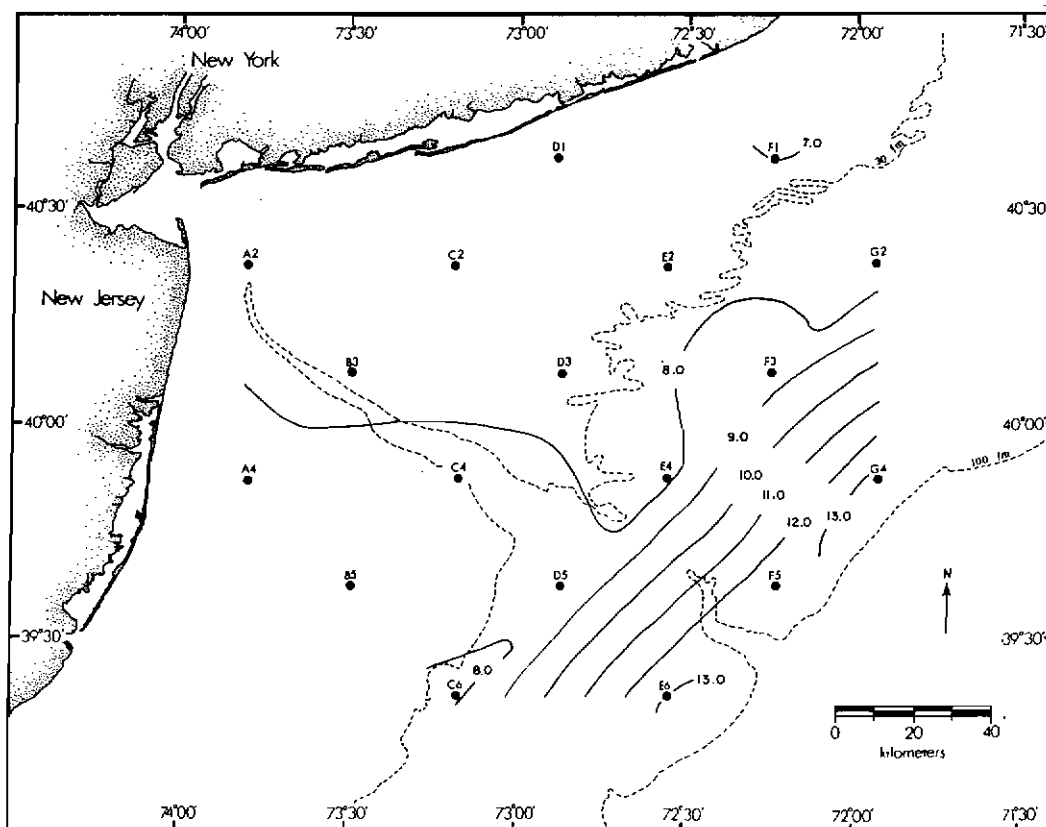 74°00' 73°30' 73°00' 72°30' 72°00' 71°30'
New York
D1 F1 7.0
30 fm
40°30' 40°30'
A2 C2 E2 G2
New Jersey
B3 D3 8.0 F3
40°00' 40°00'
9.0
100 fm
A4 C4 E4 10.0 G4
11.0
12.0 13.0
B5 D5 F5
N
39°30' 39°30'
8.0
C6 E6 13.0
0 20 40
kilometers
74°00' 73°30' 73°00' 72°30' 72°00' 71°30'